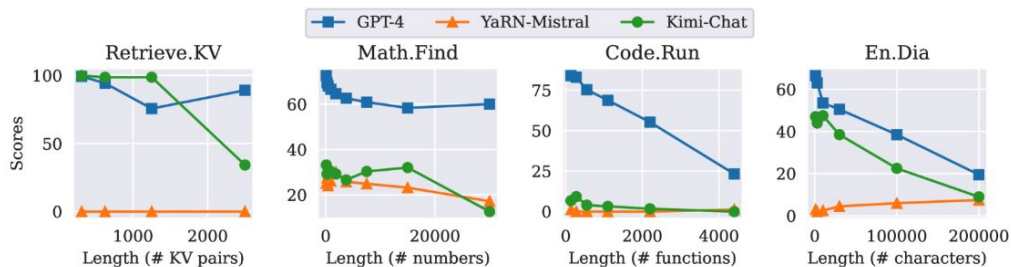 GPT-4 YaRN-Mistral Kimi-Chat
Retrieve.KV Math.Find Code.Run En.Dia
Scores
100
50
0
1000 2000
Length (# KV pairs)
60
40
20
0 20000
Length (# numbers)
75
50
25
0
0 2000 4000
Length (# functions)
60
40
20
0
0 100000 200000
Length (# characters)